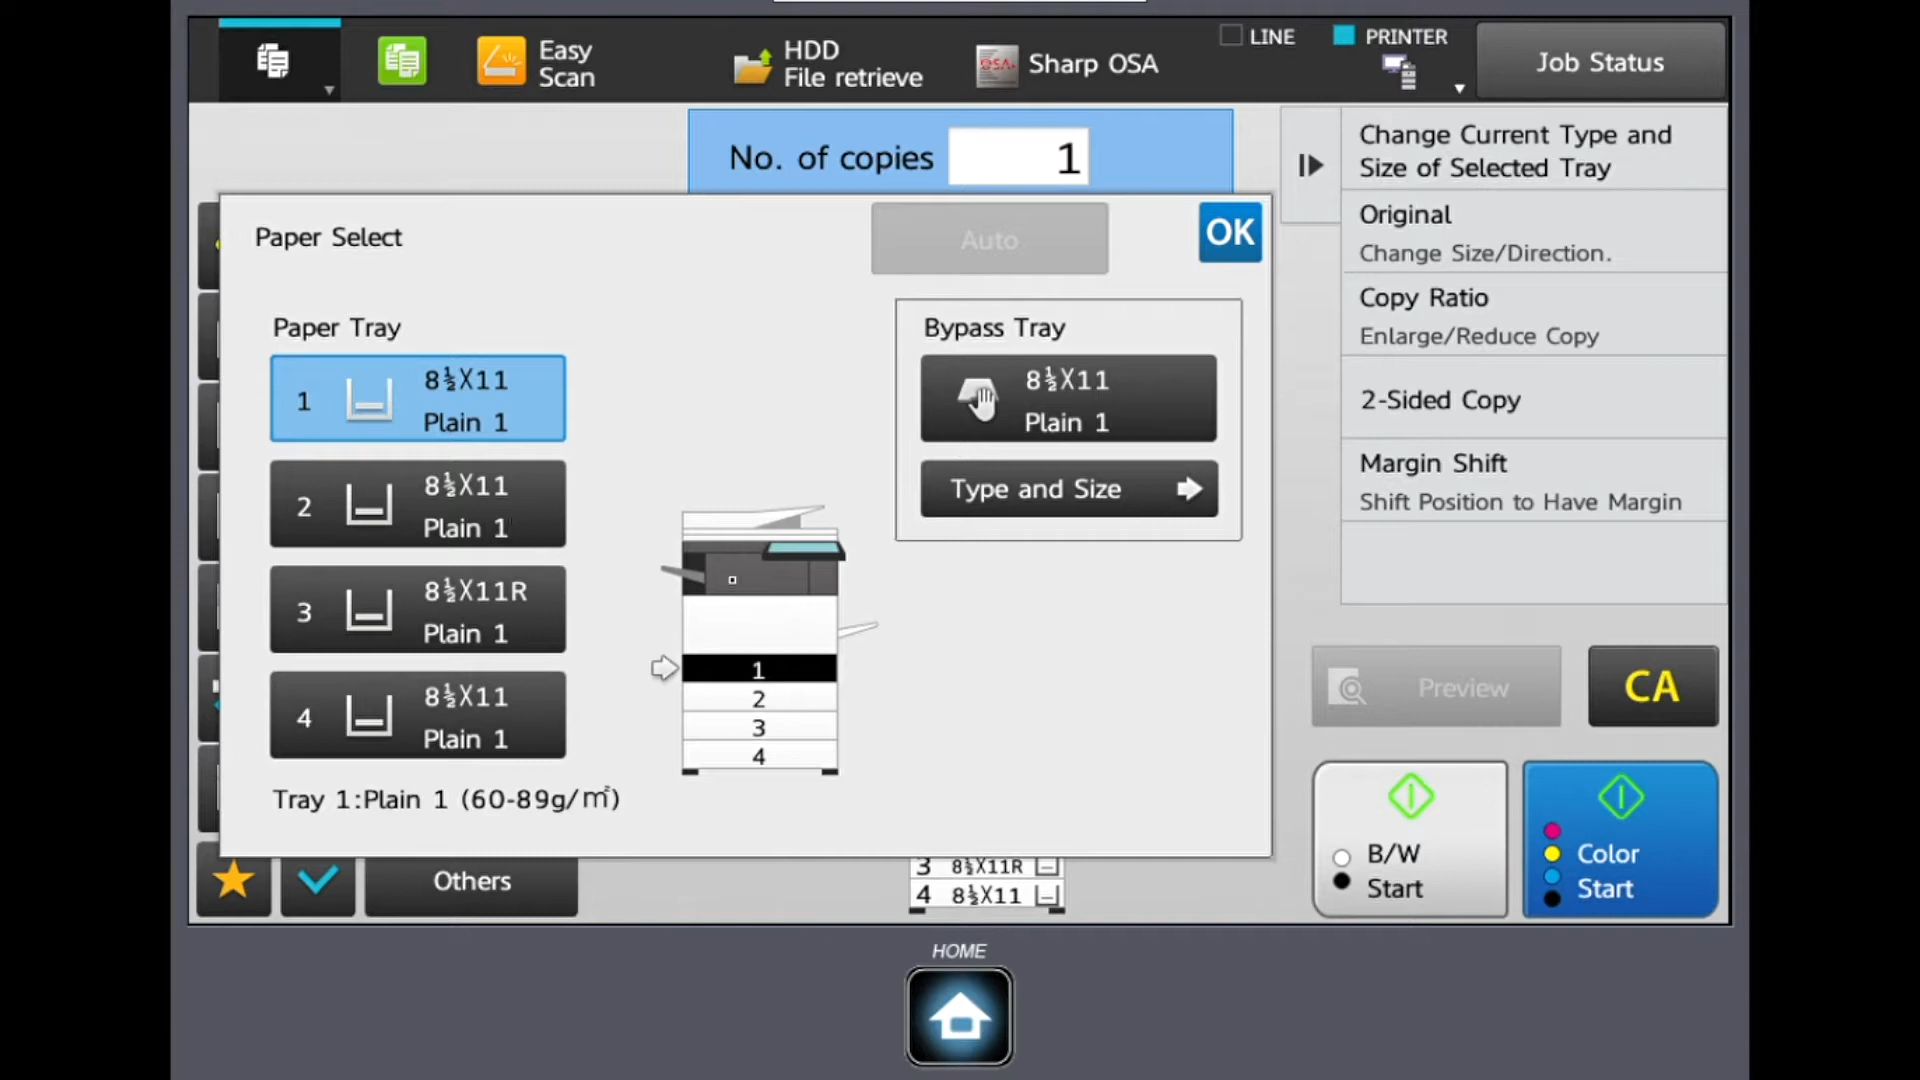 Easy
Scan
HDD
File retrieve
OSA
Sharp OSA
LINE
PRINTER
Job Status
No. of copies 1
Change Current Type and
Size of Selected Tray
Original
Change Size/Direction.
Copy Ratio
Enlarge/Reduce Copy
2-Sided Copy
Margin Shift
Shift Position to Have Margin
Paper Select
Auto
OK
Paper Tray
1
8½X11
Plain 1
2
8½X11
Plain 1
3
8½X11R
Plain 1
4
8½X11
Plain 1
Tray 1:Plain 1 (60-89g/㎡)
1
2
3
4
Bypass Tray
8½X11
Plain 1
Type and Size
Preview
CA
B/W
Start
Color
Start
Others
3 8½X11R
4 8½X11
HOME